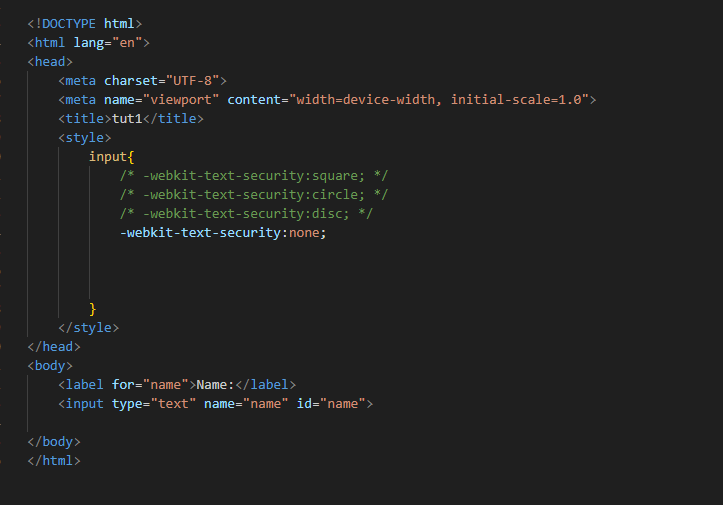 <!DOCTYPE html>
<html lang="en">
<head>
    <meta charset="UTF-8">
    <meta name="viewport" content="width=device-width, initial-scale=1.0">
    <title>tut1</title>
    <style>
        input{
            /* -webkit-text-security:square; */
            /* -webkit-text-security:circle; */
            /* -webkit-text-security:disc; */
            -webkit-text-security:none;
        }
    </style>
</head>
<body>
    <label for="name">Name:</label>
    <input type="text" name="name" id="name">
</body>
</html>